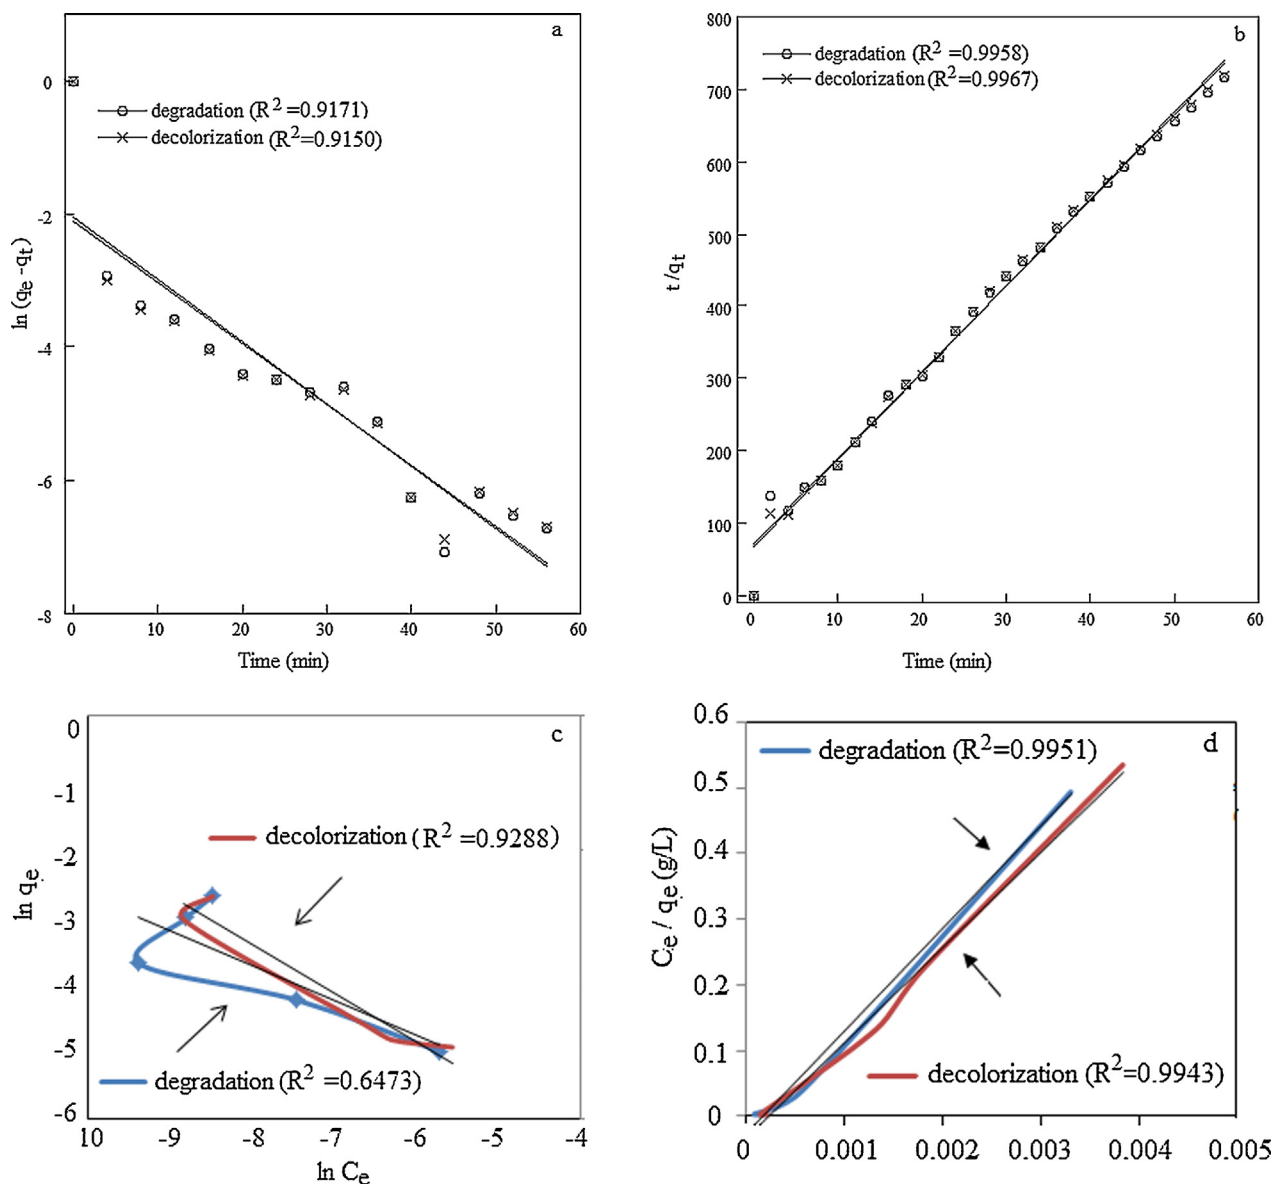 a
degradation (R2 =0.9171)
decolorization (R2=0.9150)
0
-2
-4
-6
-8
ln (qe -qt)
0 10 20 30 40 50 60
Time (min)
b
degradation (R2 =0.9958)
decolorization (R2=0.9967)
800
700
600
500
400
300
200
100
0
t /qt
0 10 20 30 40 50 60
Time (min)
c
decolorization (R2 =0.9288)
degradation (R2 =0.6473)
0
-1
-2
-3
-4
-5
-6
ln qe
10 -9 -8 -7 -6 -5 -4
ln Ce
d
degradation (R2=0.9951)
decolorization (R2=0.9943)
0.6
0.5
0.4
0.3
0.2
0.1
0
Ce / qe (g/L)
0 0.001 0.002 0.003 0.004 0.005